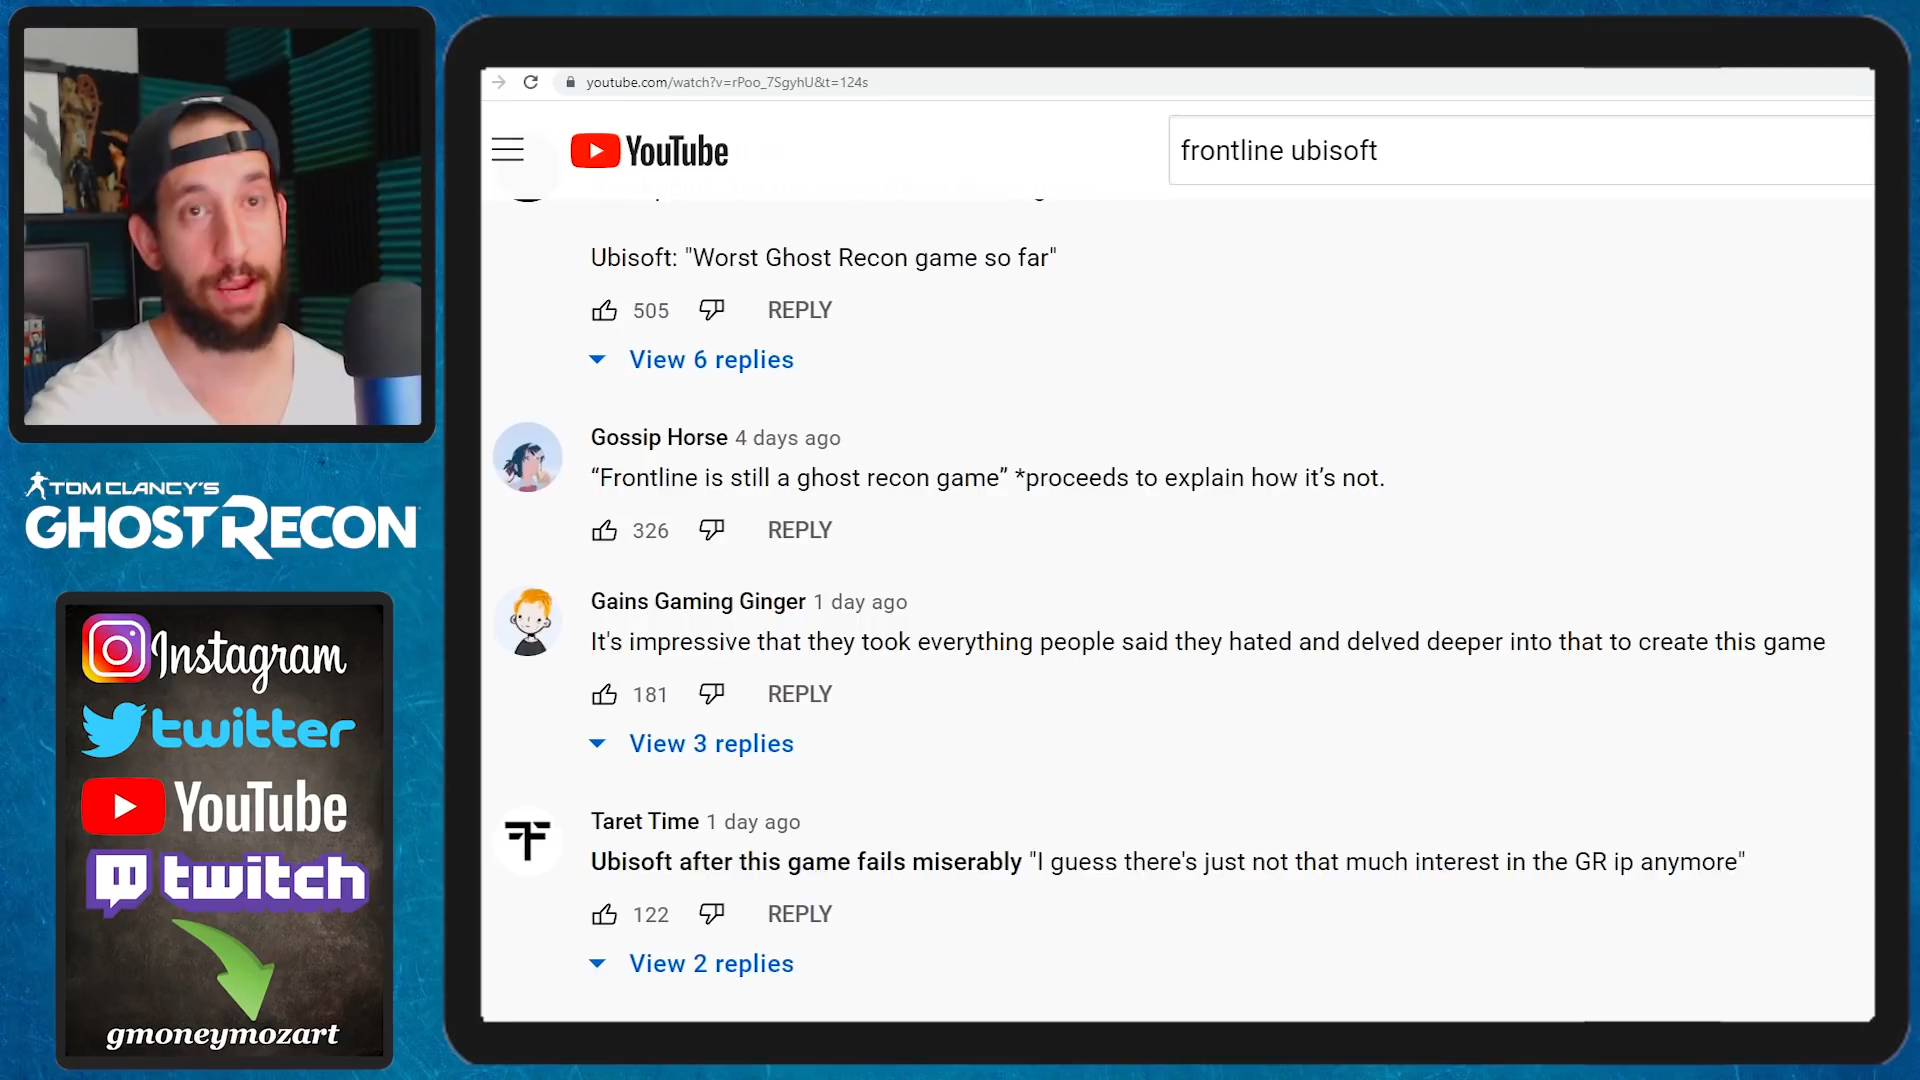 youtube.com/watch?v=rPoo_7SgyhU&t=124s
YouTube
frontline ubisoft
Ubisoft: "Worst Ghost Recon game so far"
505 REPLY
View 6 replies
Gossip Horse 4 days ago
“Frontline is still a ghost recon game” *proceeds to explain how it’s not.
326 REPLY
Gains Gaming Ginger 1 day ago
It's impressive that they took everything people said they hated and delved deeper into that to create this game
181 REPLY
View 3 replies
Taret Time 1 day ago
Ubisoft after this game fails miserably "I guess there's just not that much interest in the GR ip anymore"
122 REPLY
View 2 replies
TOM CLANCY'S
GHOST RECON
Instagram
twitter
YouTube
twitch
gmoneymozart